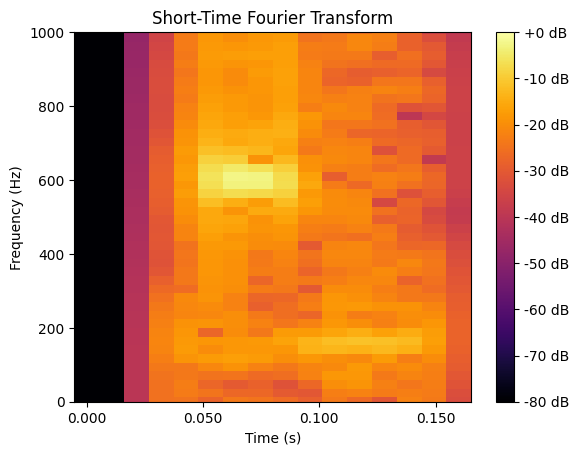 Short-Time Fourier Transform
1000
800
600
400
200
0
Frequency (Hz)
0.000
0.050
0.100
0.150
Time (s)
+0 dB
-10 dB
-20 dB
-30 dB
-40 dB
-50 dB
-60 dB
-70 dB
-80 dB